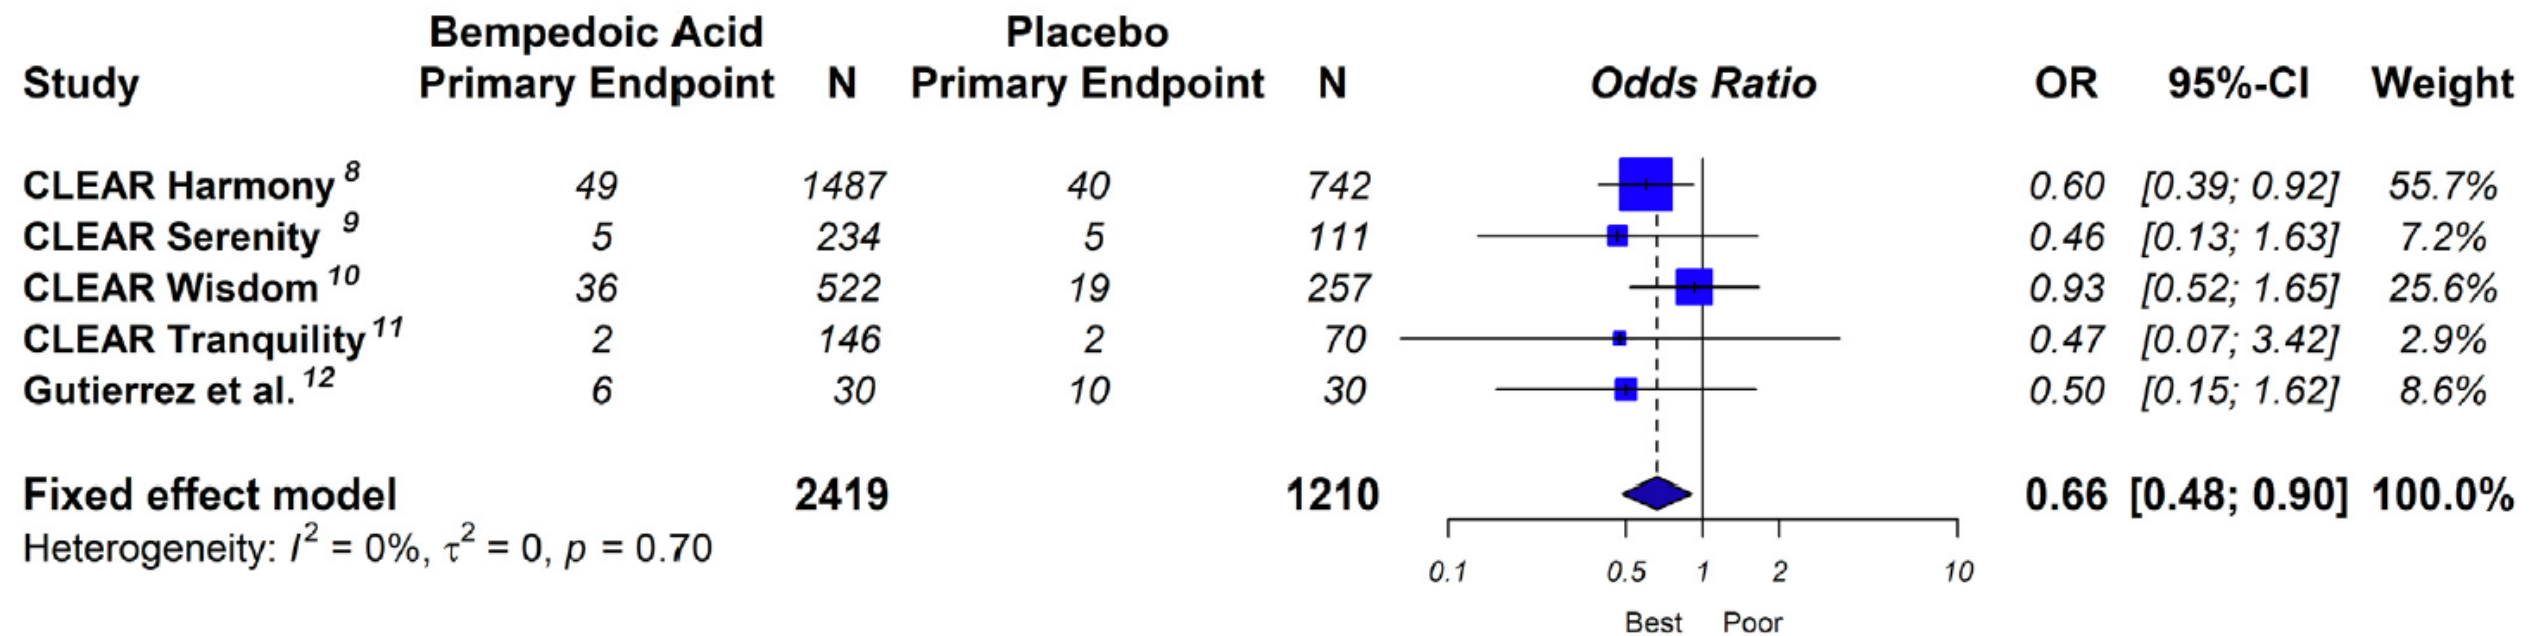 Bempedoic Acid Placebo
Study Primary Endpoint N Primary Endpoint N Odds Ratio OR 95%-CI Weight
CLEAR Harmony 8 49 1487 40 742 0.60 [0.39; 0.92] 55.7%
CLEAR Serenity 9 5 234 5 111 0.46 [0.13; 1.63] 7.2%
CLEAR Wisdom 10 36 522 19 257 0.93 [0.52; 1.65] 25.6%
CLEAR Tranquility 11 2 146 2 70 0.47 [0.07; 3.42] 2.9%
Gutierrez et al. 12 6 30 10 30 0.50 [0.15; 1.62] 8.6%
Fixed effect model 2419 1210 0.66 [0.48; 0.90] 100.0%
Heterogeneity: I² = 0%, τ² = 0, p = 0.70
0.1 0.5 1 2 10
Best Poor